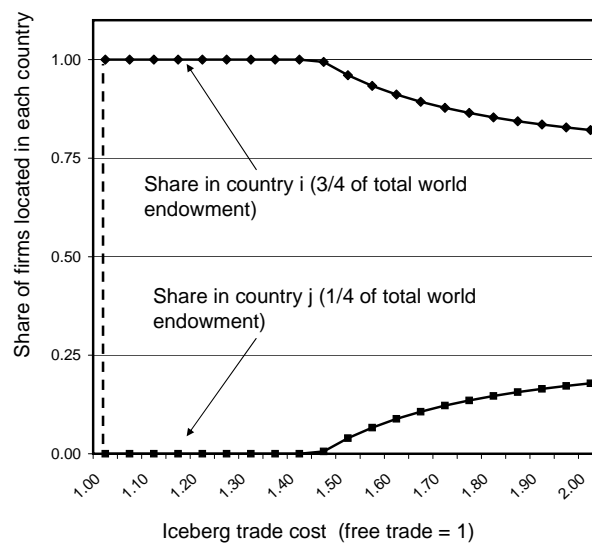 Share of firms located in each country
1.00
0.75
0.50
0.25
0.00
Share in country i (3/4 of total world
endowment)
Share in country j (1/4 of total world
endowment)
1.00 1.10 1.20 1.30 1.40 1.50 1.60 1.70 1.80 1.90 2.00
Iceberg trade cost (free trade = 1)